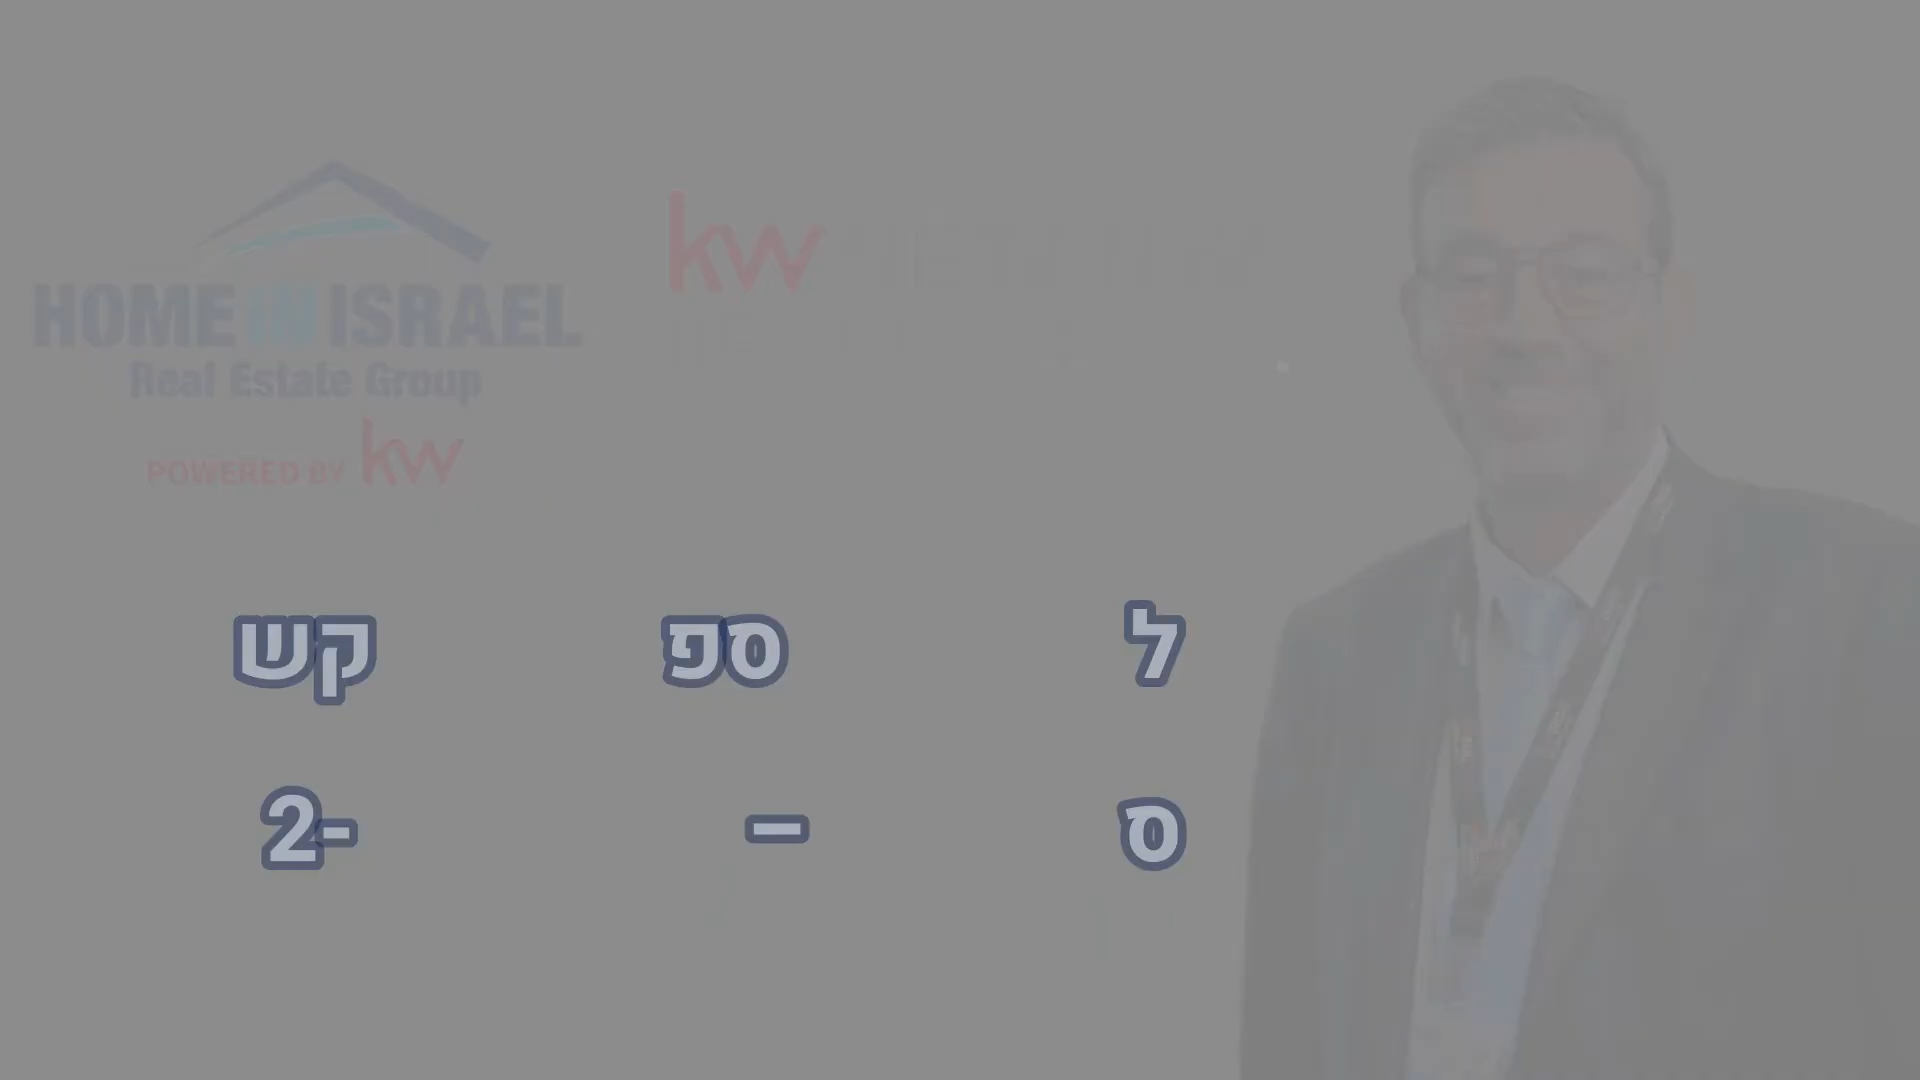 HOME IN ISRAEL
Real Estate Group
POWERED BY kw
kw
קש
ספ
ל
2-
–
ס